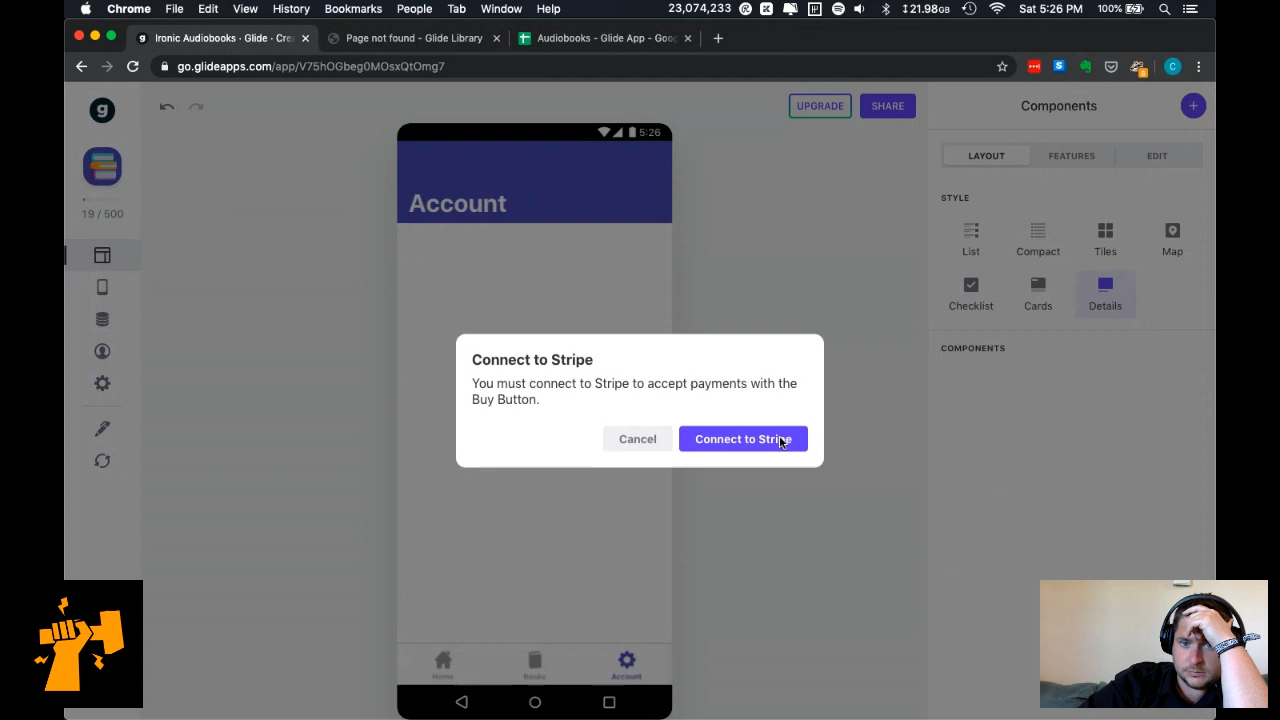 Chrome File Edit View History Bookmarks People Tab Window Help 23,074,233 21.98GB Sat 5:26 PM 100%
Ironic Audiobooks · Glide · Cre
Page not found - Glide Library
Audiobooks - Glide App - Goog
go.glideapps.com/app/V75hOGbeg0MOsxQtOmg7
C
g
UPGRADE
SHARE
Components
5:26
LAYOUT
FEATURES
EDIT
19 / 500
Account
STYLE
List
Compact
Tiles
Map
Checklist
Cards
Details
COMPONENTS
Connect to Stripe
You must connect to Stripe to accept payments with the
Buy Button.
Cancel
Connect to Stripe
Home
Books
Account